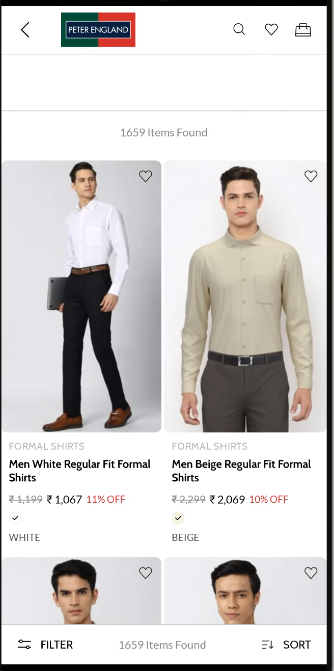 PETER ENGLAND
1659 Items Found
FORMAL SHIRTS
Men White Regular Fit Formal
Shirts
₹ 1,199 ₹ 1,067 11% OFF
WHITE
FORMAL SHIRTS
Men Beige Regular Fit Formal
Shirts
₹ 2,299 ₹ 2,069 10% OFF
BEIGE
FILTER
1659 Items Found
SORT